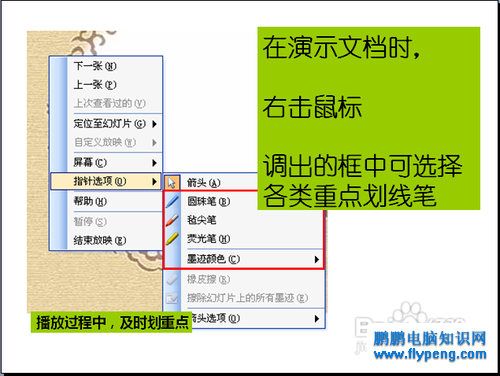 在演示文档时，
右击鼠标
调出的框中可选择
各类重点划线笔
下一张(N)
上一张(P)
上次查看过的(V)
定位至幻灯片(G)
自定义放映(W)
屏幕(C)
指针选项(O)
帮助(H)
暂停(S)
结束放映(E)
箭头(A)
圆珠笔(B)
毡尖笔
荧光笔(H)
墨迹颜色(C)
橡皮擦(R)
擦除幻灯片上的所有墨迹(E)
箭头选项(O)
播放过程中，及时划重点
Bai
鹏鹏电脑知识网
www.flypeng.com